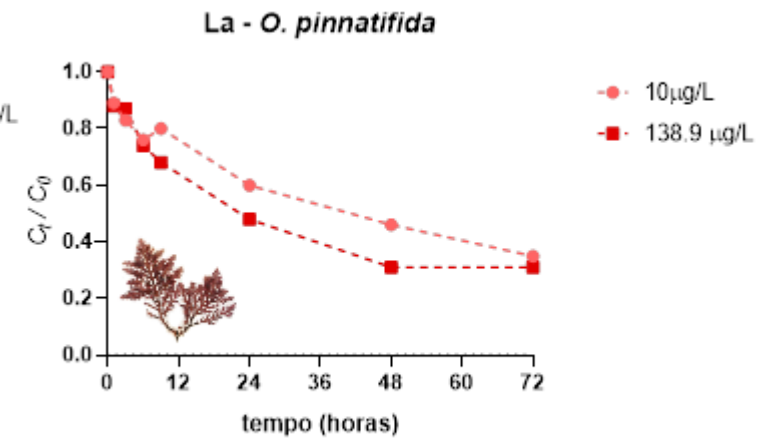 La - O. pinnatifida
/L
1.0
0.8
0.6
0.4
0.2
0.0
Ct / C0
0 12 24 36 48 60 72
tempo (horas)
10µg/L
138.9 µg/L